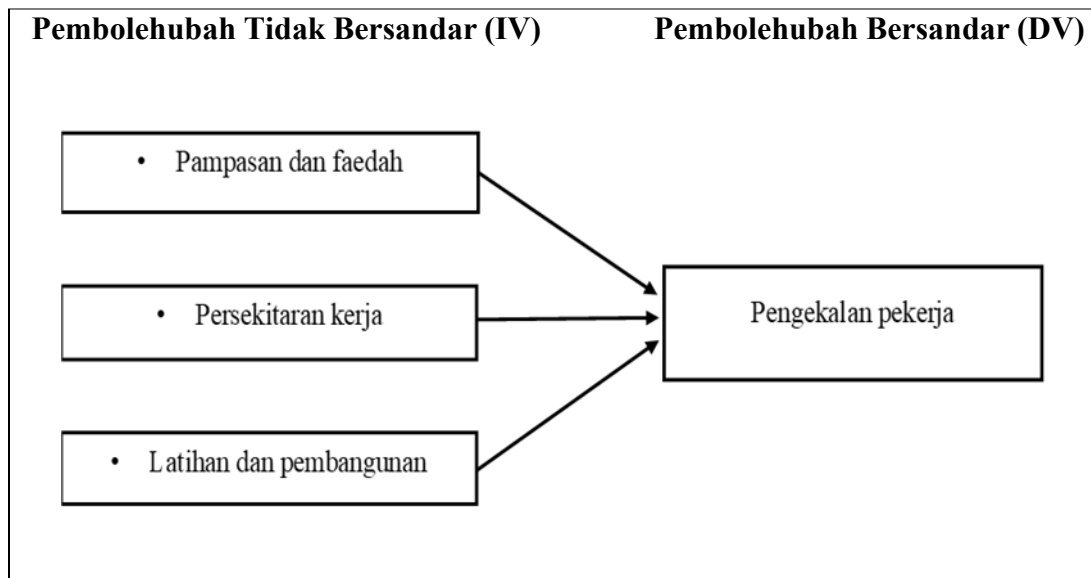 Pembolehubah Tidak Bersandar (IV) Pembolehubah Bersandar (DV)
• Pampasan dan faedah
• Persekitaran kerja
Pengekalan pekerja
• Latihan dan pembangunan